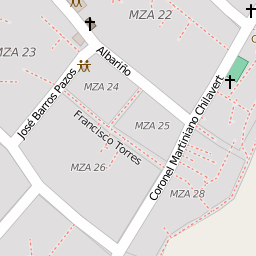 MZA 22
MZA 23
Albariño
MZA 24
José Barros Pazos
Francisco Torres
MZA 25
Coronel Martiniano Chilavert
MZA 26
MZA 28